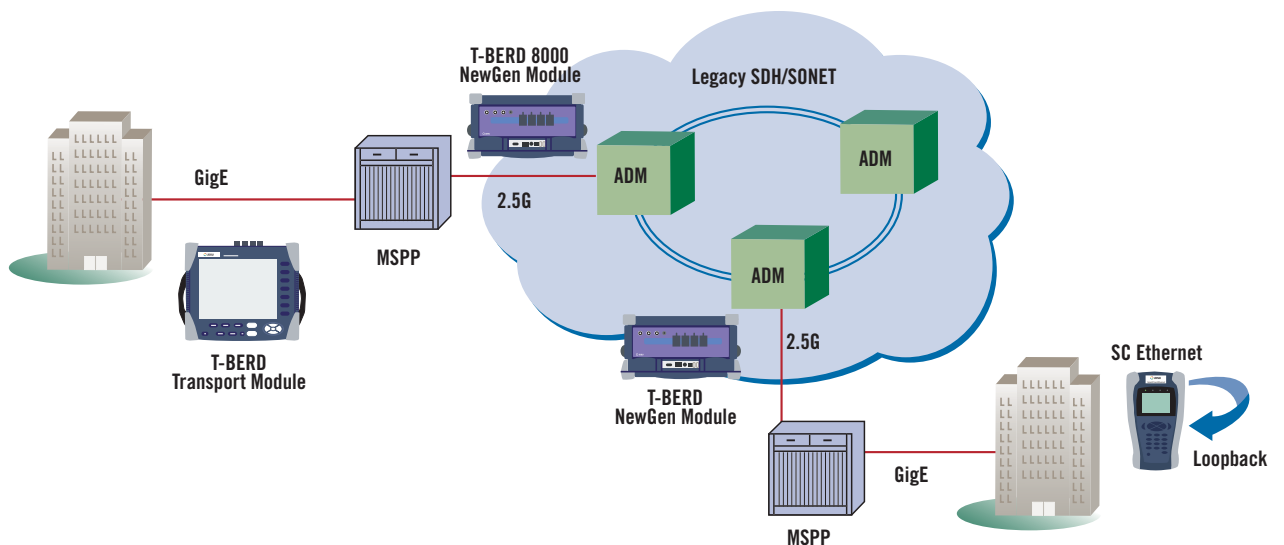 T-BERD 8000
NewGen Module
Legacy SDH/SONET
ADM
ADM
GigE
2.5G
MSPP
ADM
T-BERD
Transport Module
2.5G
SC Ethernet
T-BERD
NewGen Module
Loopback
GigE
MSPP